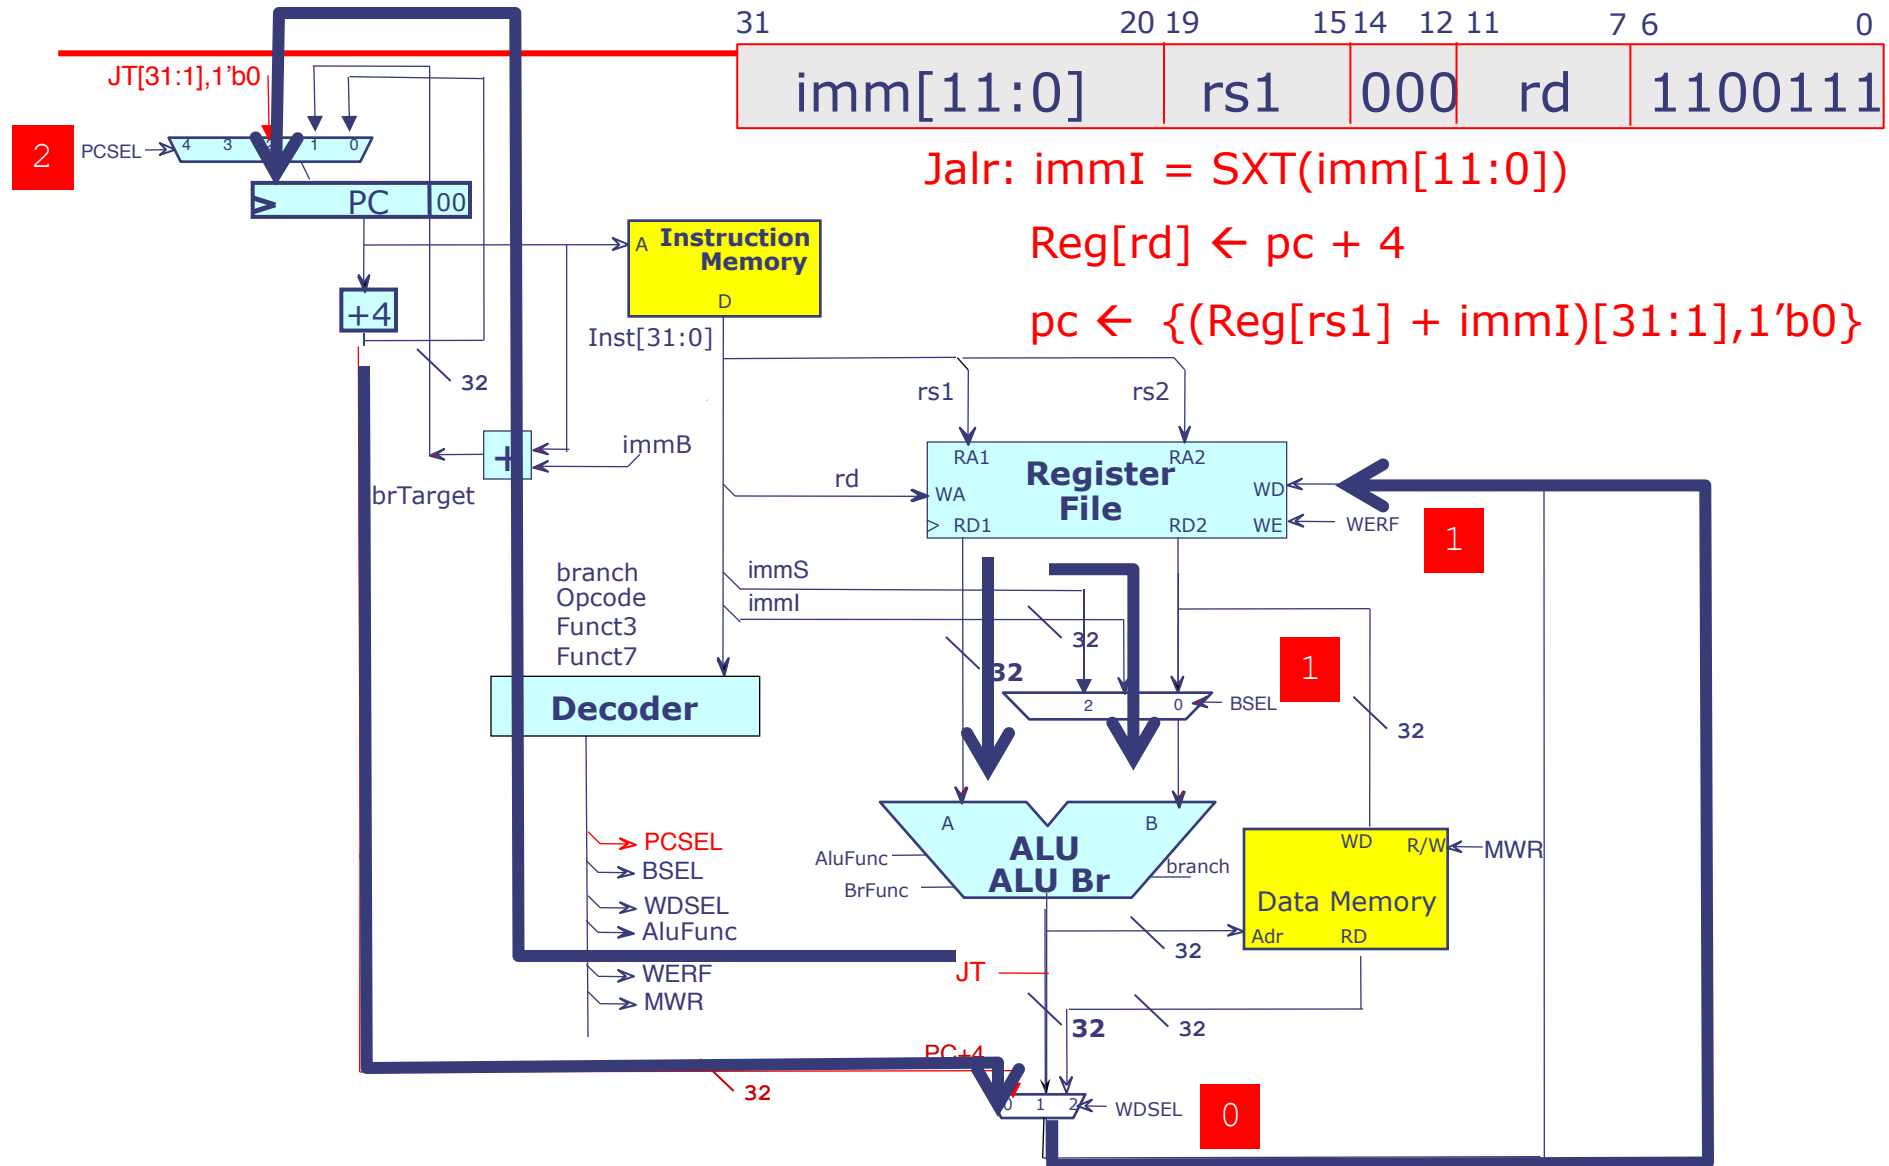 31 20 19 15 14 12 11 7 6 0
imm[11:0] rs1 000 rd 1100111
JT[31:1],1'b0
2 PCSEL 4 3 1 0
Jalr: immI = SXT(imm[11:0])
PC 00
Reg[rd] ← pc + 4
A Instruction
Memory
D
+4
pc ← {(Reg[rs1] + immI)[31:1],1'b0}
Inst[31:0]
32
rs1 rs2
immB
+
brTarget
RA1 RA2
Register
File
rd
WA WD
RD1 RD2 WE
WERF
1
immS
immI
branch
Opcode
Funct3
Funct7
32
32
1
2 0 BSEL
32
Decoder
A B
ALU
ALU Br
AluFunc
BrFunc
branch
WD R/W MWR
Data Memory
Adr RD
PCSEL
BSEL
WDSEL
AluFunc
WERF
MWR
32
JT
32
32
PC+4
32
0 1 2 WDSEL
0